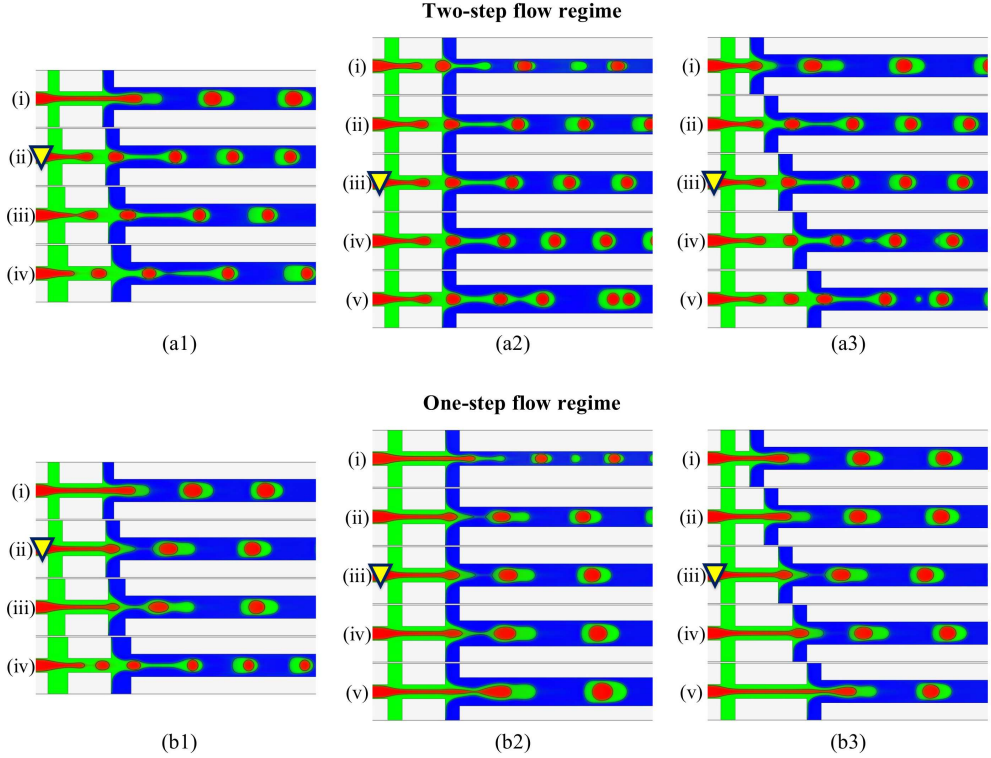 Two-step flow regime
(i)
(ii)
(iii)
(iv)
(a1)
(i)
(ii)
(iii)
(iv)
(v)
(a2)
(i)
(ii)
(iii)
(iv)
(v)
(a3)
One-step flow regime
(i)
(ii)
(iii)
(iv)
(b1)
(i)
(ii)
(iii)
(iv)
(v)
(b2)
(i)
(ii)
(iii)
(iv)
(v)
(b3)